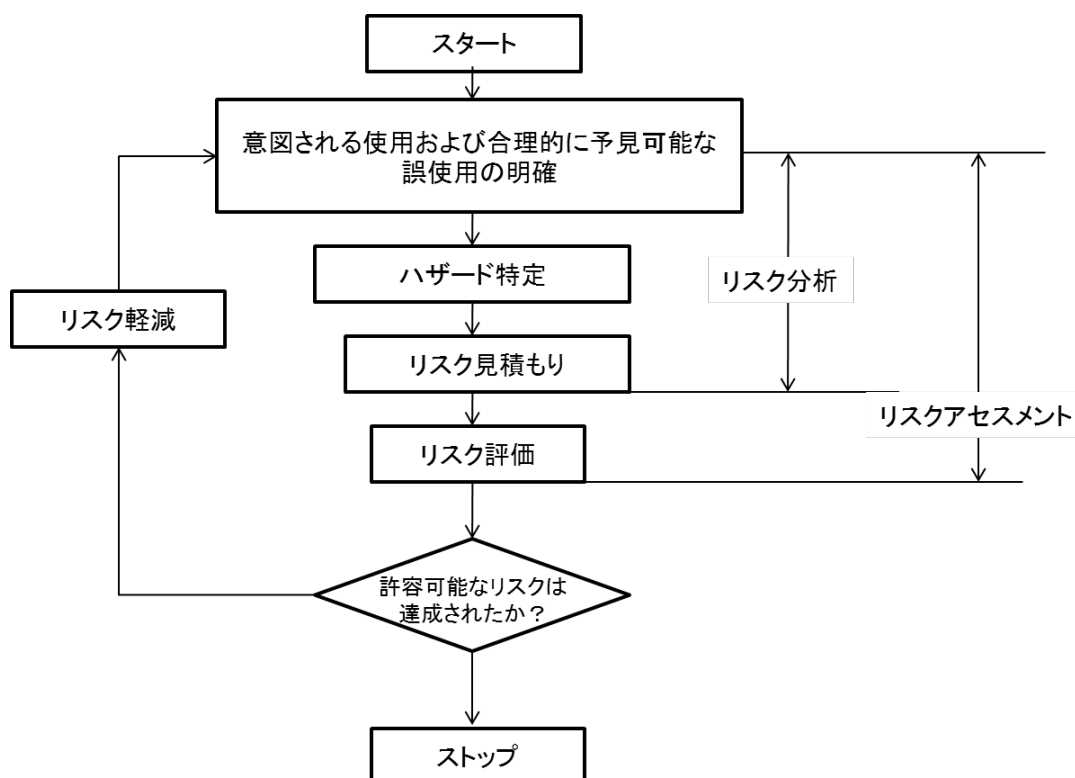 スタート
意図される使用および合理的に予見可能な
誤使用の明確
ハザード特定
リスク分析
リスク軽減
リスク見積もり
リスクアセスメント
リスク評価
許容可能なリスクは
達成されたか？
ストップ